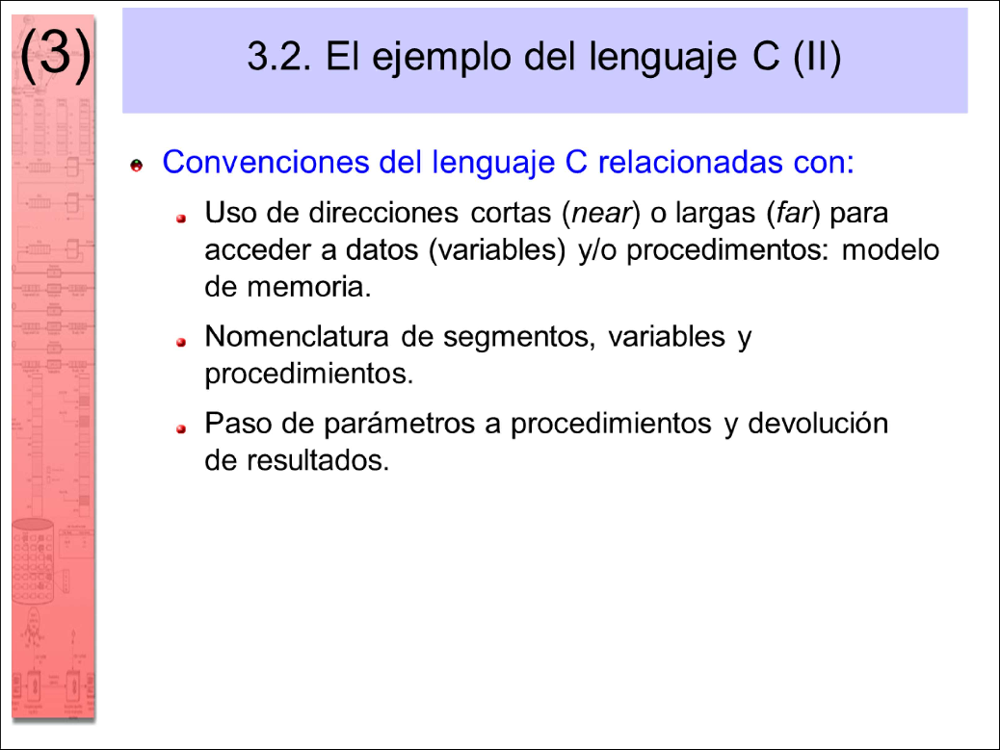 (3)
3.2. El ejemplo del lenguaje C (II)
Convenciones del lenguaje C relacionadas con:
Uso de direcciones cortas (near) o largas (far) para
acceder a datos (variables) y/o procedimentos: modelo
de memoria.
Nomenclatura de segmentos, variables y
procedimientos.
Paso de parámetros a procedimientos y devolución
de resultados.